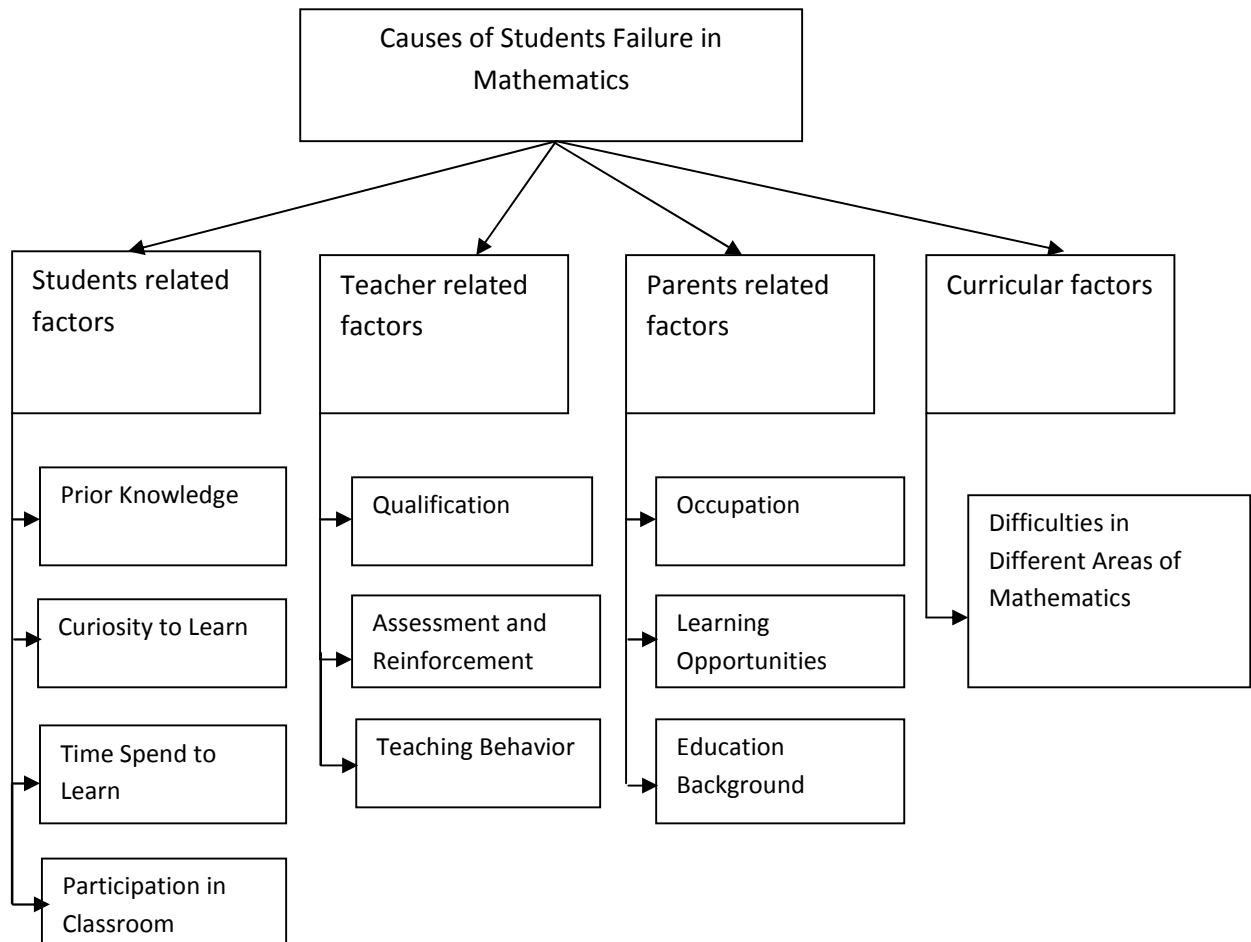 Causes of Students Failure in
Mathematics
Students related
factors
Teacher related
factors
Parents related
factors
Curricular factors
Prior Knowledge
Curiosity to Learn
Time Spend to
Learn
Participation in
Classroom
Qualification
Assessment and
Reinforcement
Teaching Behavior
Occupation
Learning
Opportunities
Education
Background
Difficulties in
Different Areas of
Mathematics